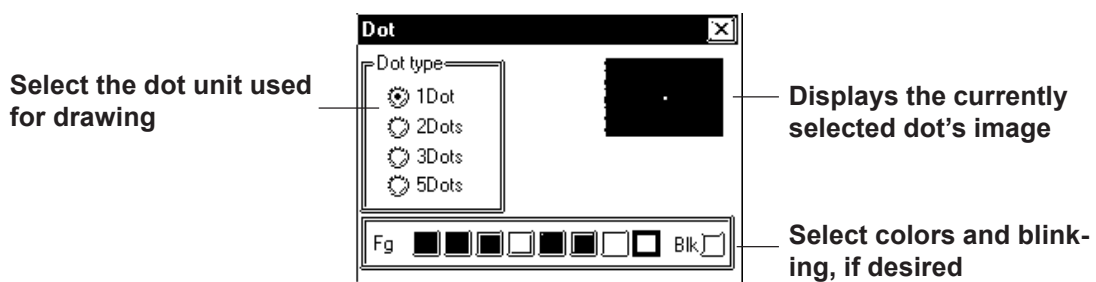 Dot
Select the dot unit used
for drawing
Dot type
1Dot
2Dots
3Dots
5Dots
Displays the currently
selected dot's image
Fg
Blk
Select colors and blink-
ing, if desired